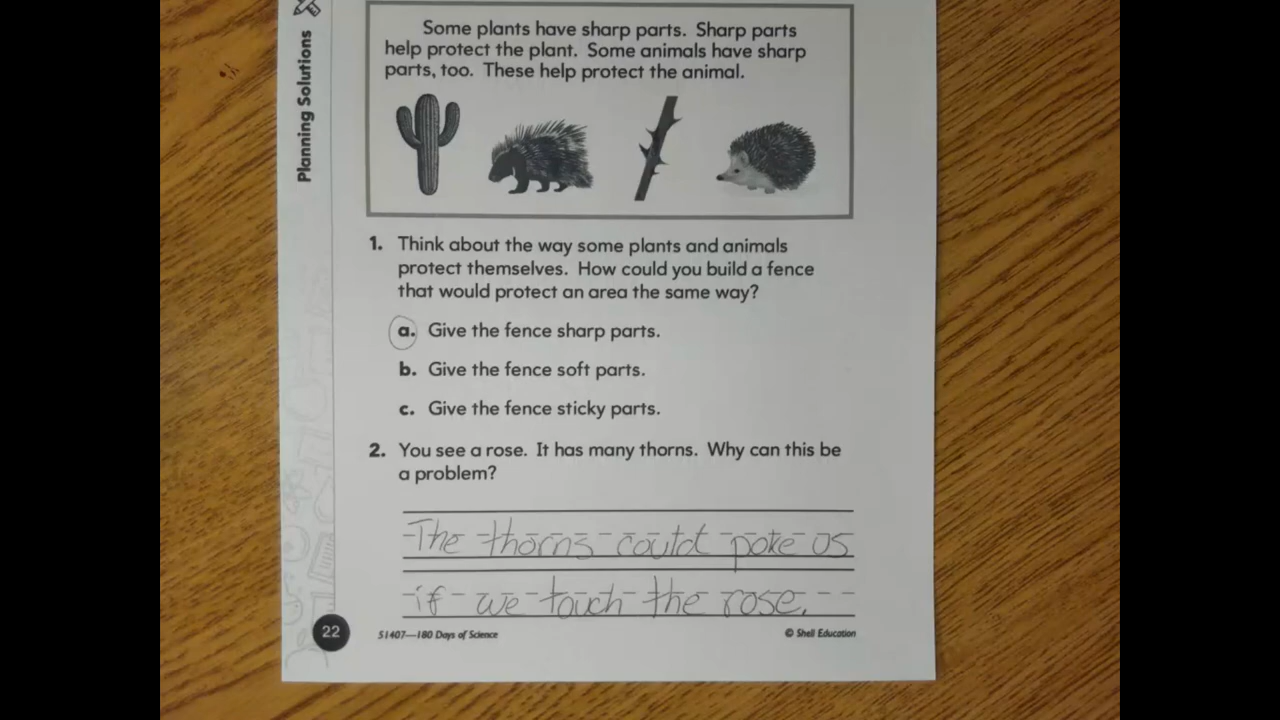 Planning Solutions
Some plants have sharp parts. Sharp parts
help protect the plant. Some animals have sharp
parts, too. These help protect the animal.
1. Think about the way some plants and animals
protect themselves. How could you build a fence
that would protect an area the same way?
a. Give the fence sharp parts.
b. Give the fence soft parts.
c. Give the fence sticky parts.
2. You see a rose. It has many thorns. Why can this be
a problem?
The thorns could poke us
if we touch the rose.
22
51407—180 Days of Science
© Shell Education